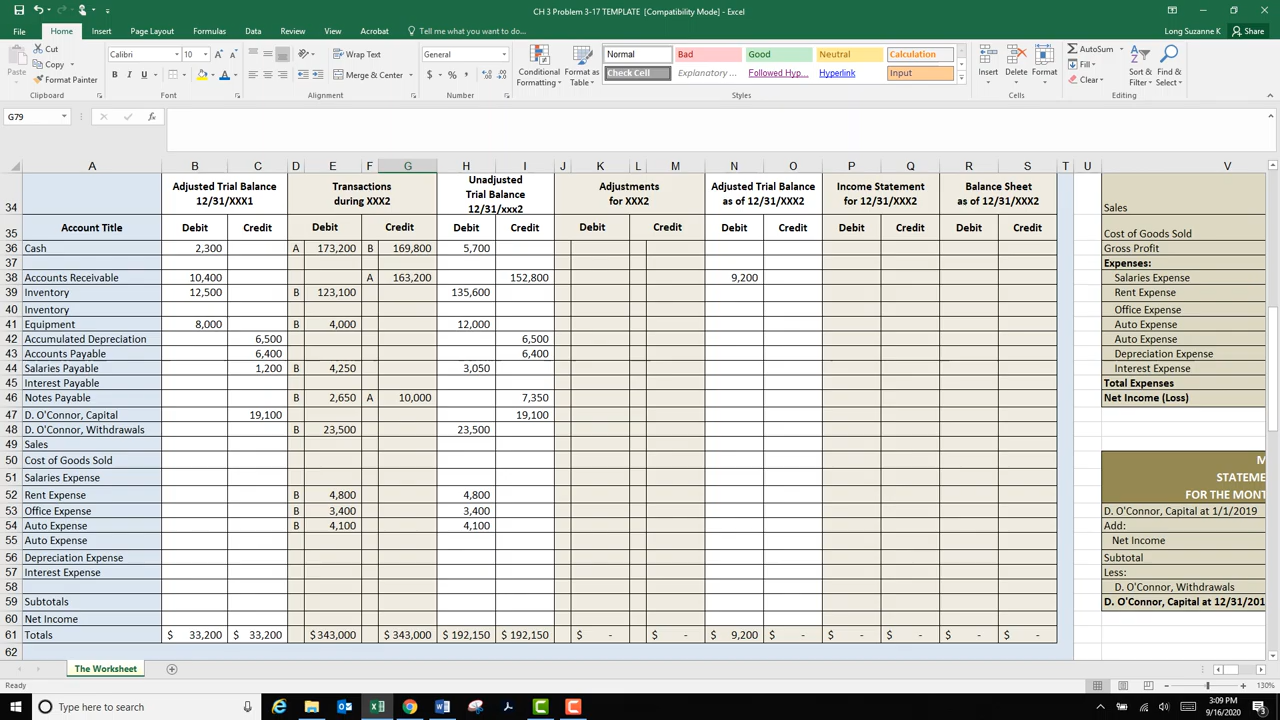 CH 3 Problem 3-17 TEMPLATE [Compatibility Mode] - Excel
Long Suzanne K
Share
File Home Insert Page Layout Formulas Data Review View Acrobat Tell me what you want to do...
Paste
Cut
Copy
Format Painter
Clipboard
Calibri 10
B I U
Font
Wrap Text
Merge & Center
Alignment
General
$ % ,
Number
Conditional Formatting
Format as Table
Normal Bad Good Neutral Calculation
Check Cell Explanatory ... Followed Hyp... Hyperlink Input
Styles
Insert Delete Format
Cells
AutoSum
Fill
Clear
Sort & Filter
Find & Select
Editing
G79
fx
A B C D E F G H I J K L M N O P Q R S T U V
34 Adjusted Trial Balance 12/31/XXX1 Transactions during XXX2 Unadjusted Trial Balance 12/31/xxx2 Adjustments for XXX2 Adjusted Trial Balance as of 12/31/XXX2 Income Statement for 12/31/XXX2 Balance Sheet as of 12/31/XXX2 Sales
35 Account Title Debit Credit Debit Credit Debit Credit Debit Credit Debit Credit Debit Credit Debit Credit Cost of Goods Sold
36 Cash 2,300 A 173,200 B 169,800 5,700 Gross Profit
37 Expenses:
38 Accounts Receivable 10,400 A 163,200 152,800 9,200 Salaries Expense
39 Inventory 12,500 B 123,100 135,600 Rent Expense
40 Inventory Office Expense
41 Equipment 8,000 B 4,000 12,000 Auto Expense
42 Accumulated Depreciation 6,500 6,500 Auto Expense
43 Accounts Payable 6,400 6,400 Depreciation Expense
44 Salaries Payable 1,200 B 4,250 3,050 Interest Expense
45 Interest Payable Total Expenses
46 Notes Payable B 2,650 A 10,000 7,350 Net Income (Loss)
47 D. O'Connor, Capital 19,100 19,100
48 D. O'Connor, Withdrawals B 23,500 23,500
49 Sales
50 Cost of Goods Sold M
51 Salaries Expense STATEME
52 Rent Expense B 4,800 4,800 FOR THE MONT
53 Office Expense B 3,400 3,400 D. O'Connor, Capital at 1/1/2019
54 Auto Expense B 4,100 4,100 Add:
55 Auto Expense Net Income
56 Depreciation Expense Subtotal
57 Interest Expense Less:
58 D. O'Connor, Withdrawals
59 Subtotals D. O'Connor, Capital at 12/31/201
60 Net Income
61 Totals $ 33,200 $ 33,200 $ 343,000 $ 343,000 $ 192,150 $ 192,150 $ - $ - $ 9,200 $ - $ - $ - $ - $ -
62
The Worksheet
Ready
130%
Type here to search
3:09 PM
9/16/2020